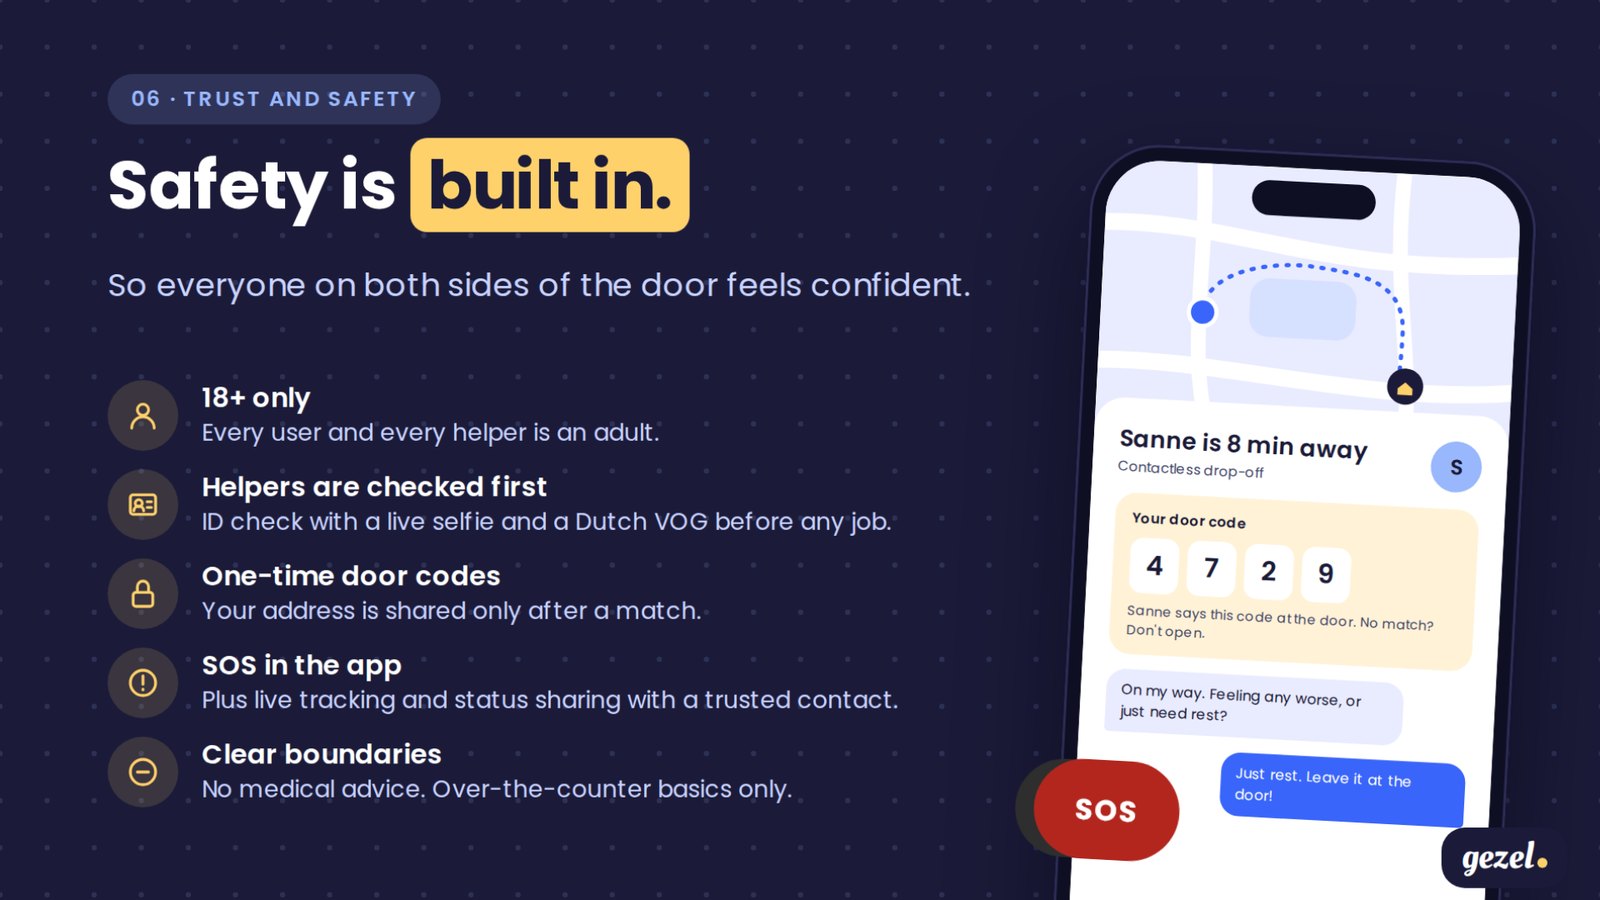 06 · TRUST AND SAFETY
Safety is built in.
So everyone on both sides of the door feels confident.
18+ only
Every user and every helper is an adult.
Helpers are checked first
ID check with a live selfie and a Dutch VOG before any job.
One-time door codes
Your address is shared only after a match.
SOS in the app
Plus live tracking and status sharing with a trusted contact.
Clear boundaries
No medical advice. Over-the-counter basics only.
Sanne is 8 min away
Contactless drop-off
S
Your door code
4 7 2 9
Sanne says this code at the door. No match?
Don't open.
On my way. Feeling any worse, or
just need rest?
Just rest. Leave it at the
door!
SOS
gezel.